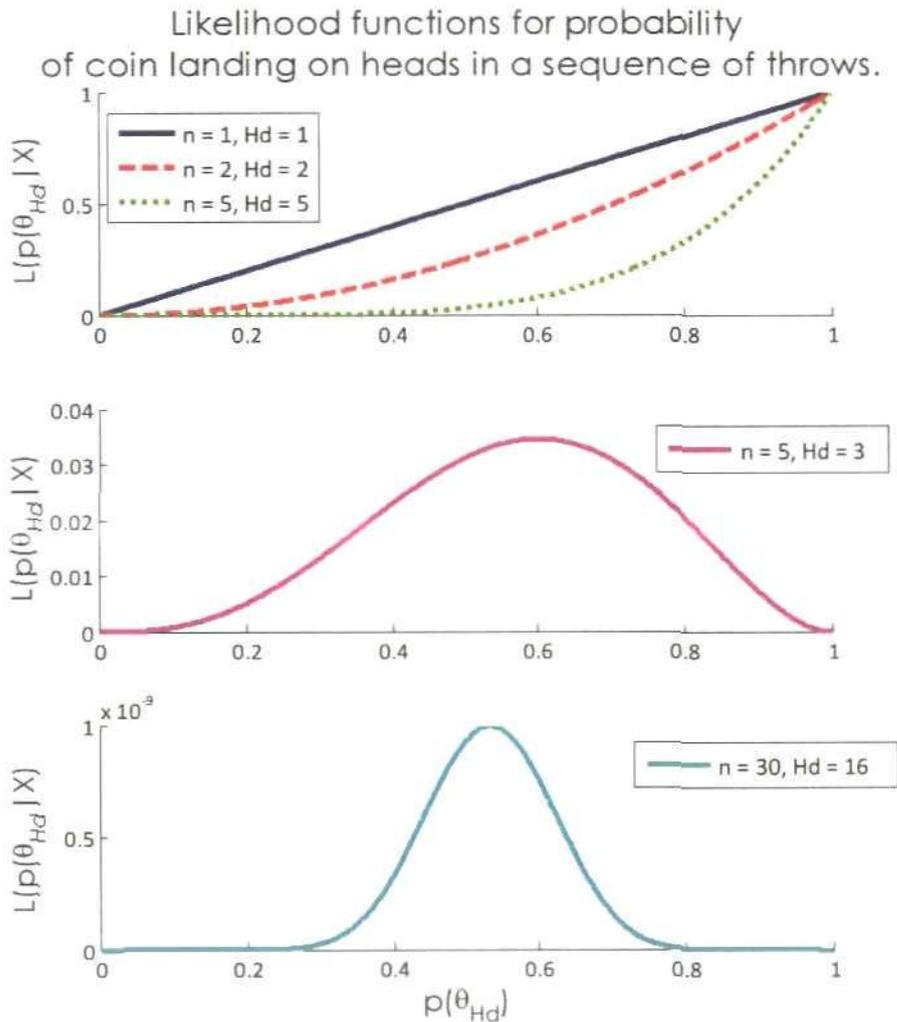 Likelihood functions for probability
of coin landing on heads in a sequence of throws.
L(p(θHd | X)
1
0.5
0
n = 1, Hd = 1
n = 2, Hd = 2
n = 5, Hd = 5
0 0.2 0.4 0.6 0.8 1
L(p(θHd | X)
0.04
0.03
0.02
0.01
0
n = 5, Hd = 3
0 0.2 0.4 0.6 0.8 1
x 10-9
L(p(θHd | X)
1
0.5
0
n = 30, Hd = 16
0 0.2 0.4 0.6 0.8 1
p(θHd)